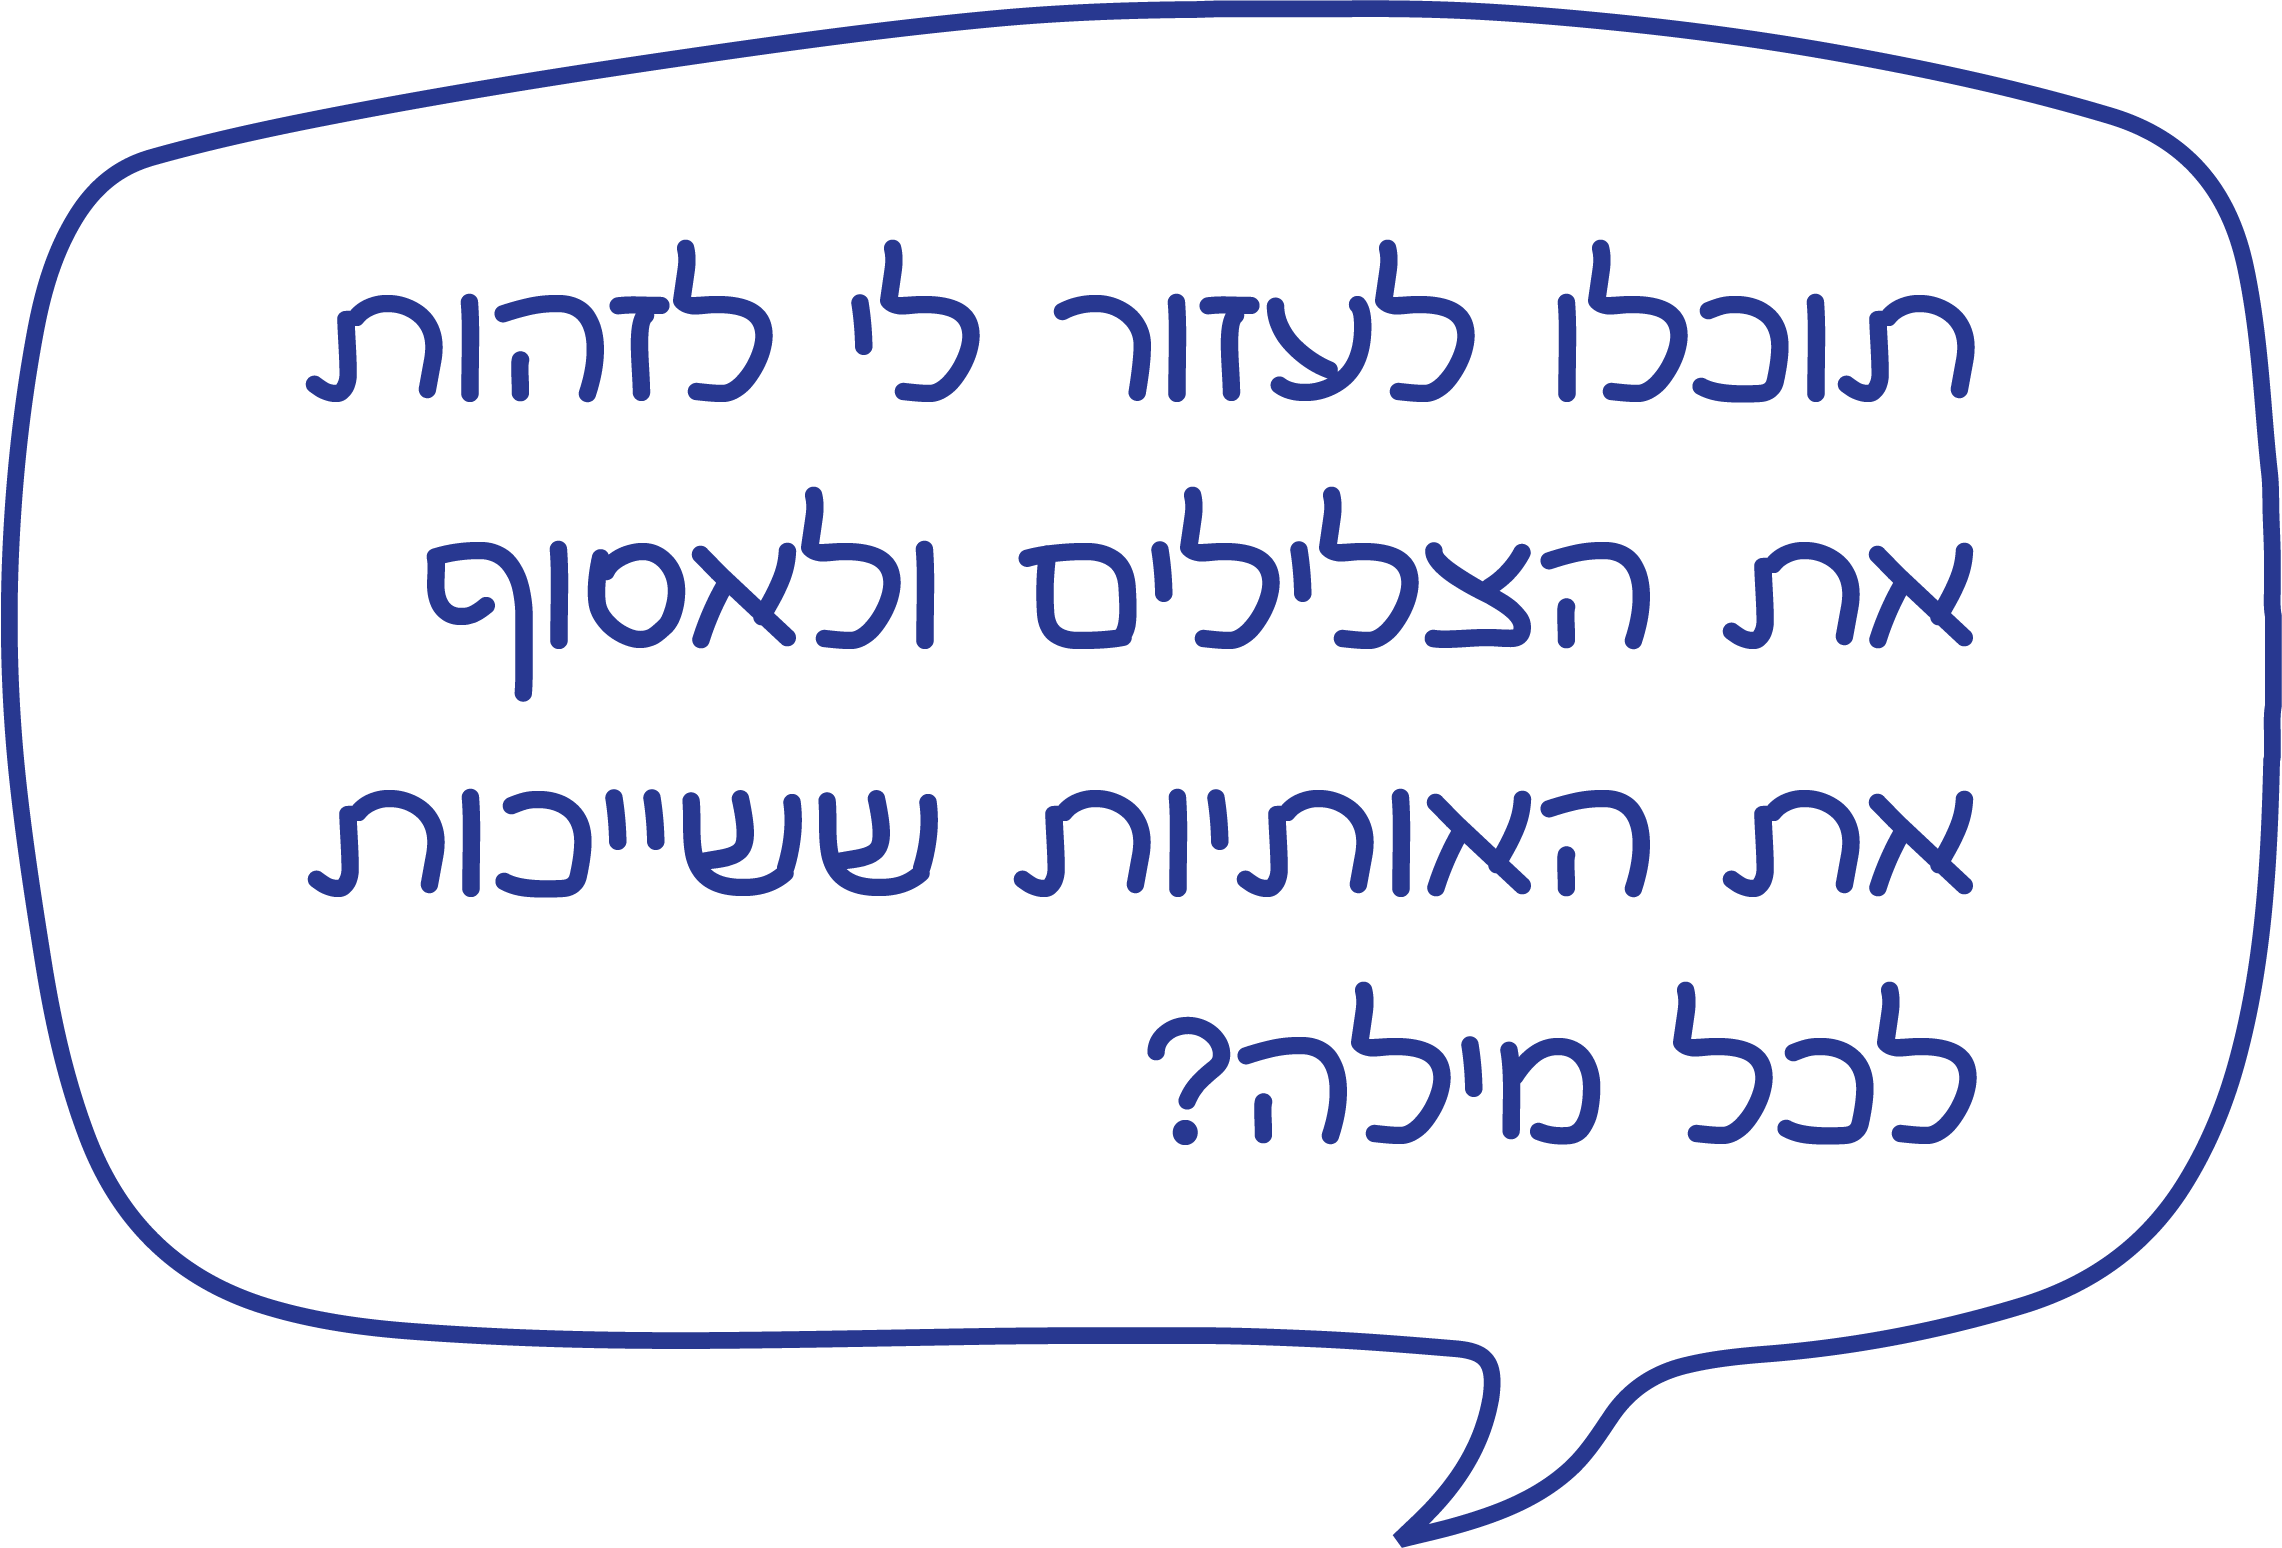 תוכלו לעזור לי לזהות
את הצלילים ולאסוף
את האותיות ששייכות
לכל מילה?